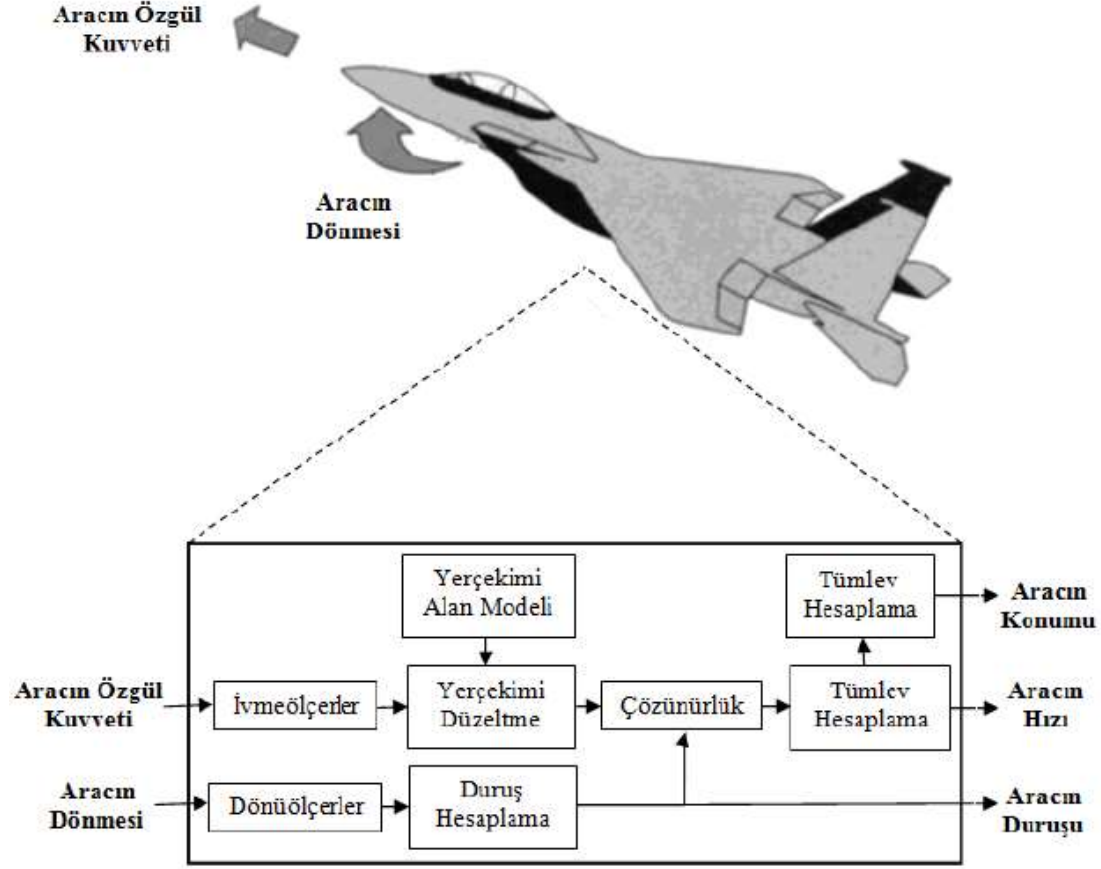 Aracın Özgül
Kuvveti
Aracın
Dönmesi
Yerçekimi
Alan Modeli
Tümlev
Hesaplama
Aracın
Konumu
Aracın Özgül
Kuvveti
İvmeölçerler
Yerçekimi
Düzeltme
Çözünürlük
Tümlev
Hesaplama
Aracın
Hızı
Aracın
Dönmesi
Dönüölçerler
Duruş
Hesaplama
Aracın
Duruşu